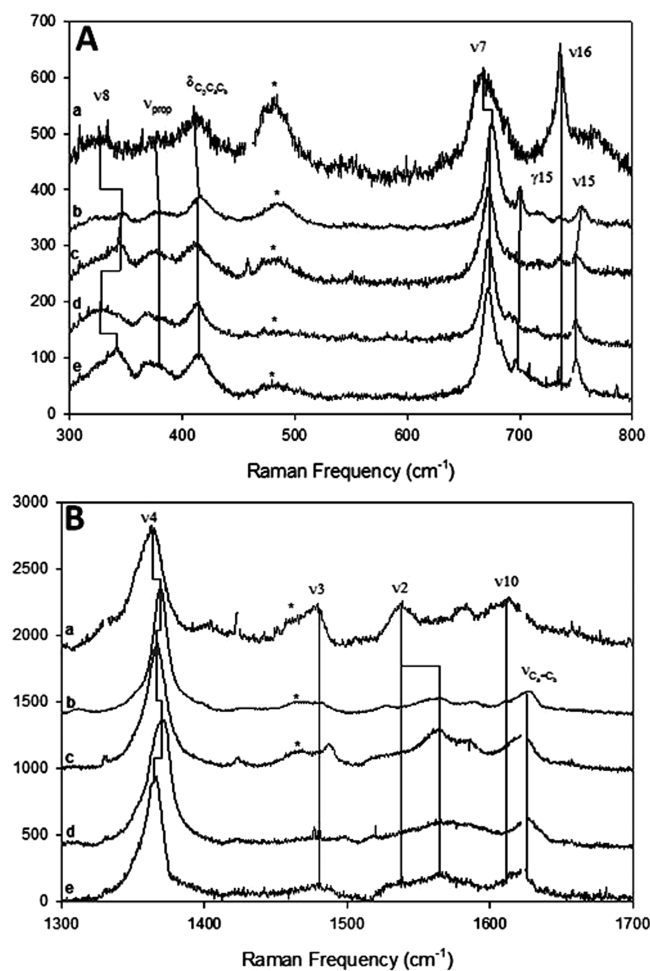 A
700
600
500
400
300
200
100
0
ν8
νprop
δCβCaCb
*
ν7
ν16
γ15
ν15
a
b
*
c
*
d
*
e
*
300 400 500 600 700 800
Raman Frequency (cm-1)
B
3000
2500
2000
1500
1000
500
0
ν4
*
ν3
ν2
ν10
νCa=Cb
a
b
*
c
*
d
e
1300 1400 1500 1600 1700
Raman Frequency (cm-1)